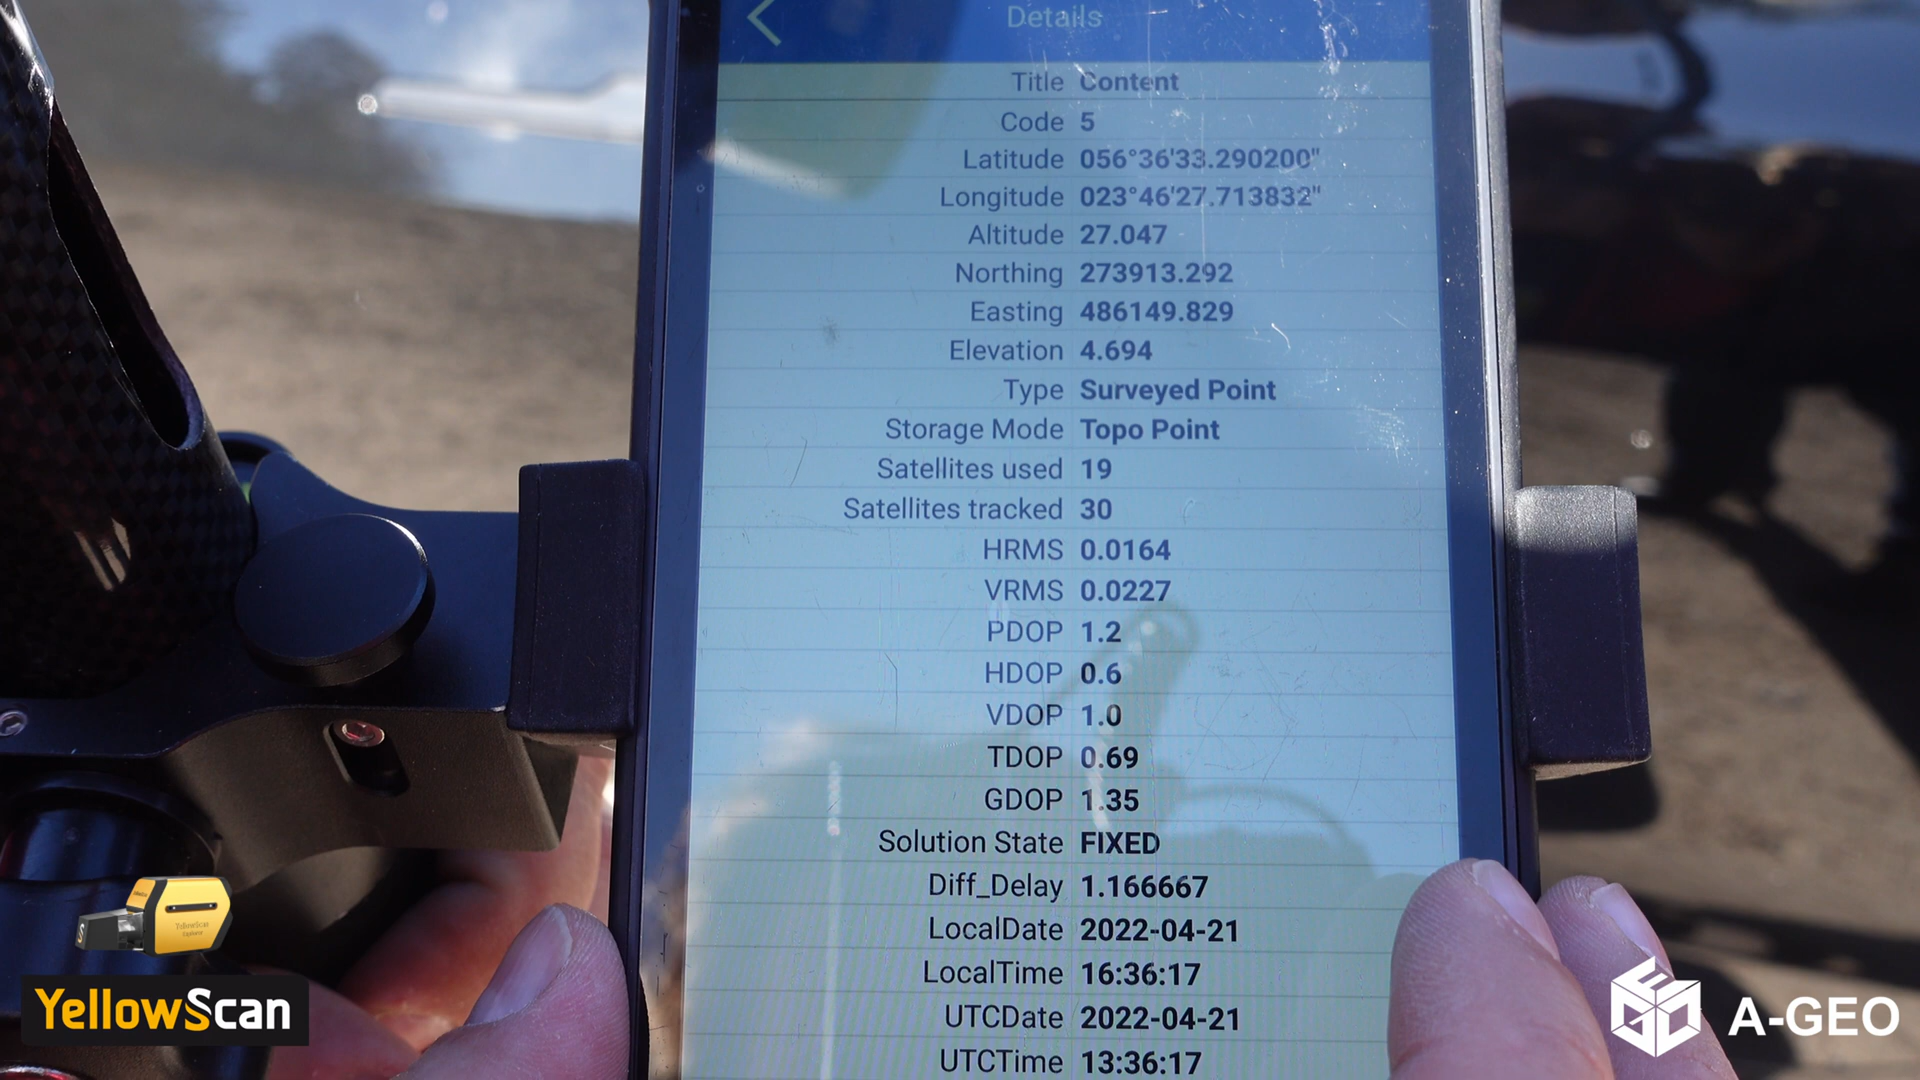 Details
Title Content
Code 5
Latitude 056°36'33.290200"
Longitude 023°46'27.713832"
Altitude 27.047
Northing 273913.292
Easting 486149.829
Elevation 4.694
Type Surveyed Point
Storage Mode Topo Point
Satellites used 19
Satellites tracked 30
HRMS 0.0164
VRMS 0.0227
PDOP 1.2
HDOP 0.6
VDOP 1.0
TDOP 0.69
GDOP 1.35
Solution State FIXED
Diff_Delay 1.166667
LocalDate 2022-04-21
LocalTime 16:36:17
UTCDate 2022-04-21
UTCTime 13:36:17
YellowScan
YellowScan
A-GEO